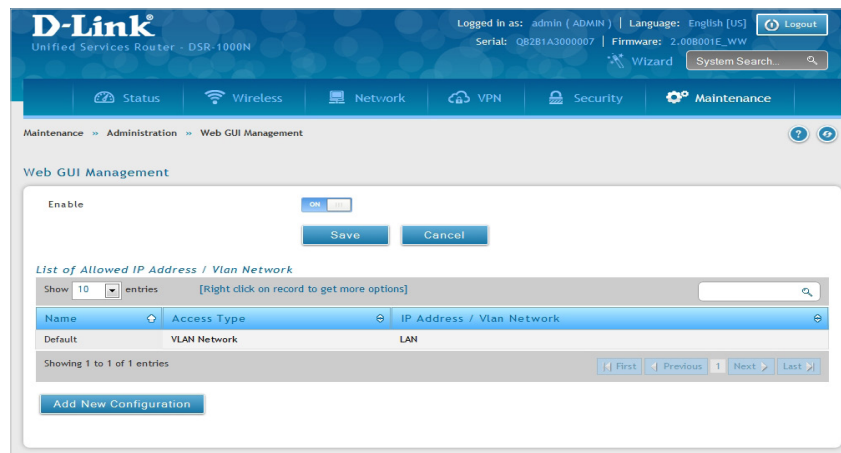 D-Link®
Logged in as: admin ( ADMIN ) | Language: English [US] Logout
Unified Services Router - DSR-1000N
Serial: QB2B1A3000007 | Firmware: 2.00B001E_WW
Wizard System Search...
Status Wireless Network VPN Security Maintenance
Maintenance » Administration » Web GUI Management
Web GUI Management
Enable ON
Save Cancel
List of Allowed IP Address / Vlan Network
Show 10 entries [Right click on record to get more options]
Name Access Type IP Address / Vlan Network
Default VLAN Network LAN
Showing 1 to 1 of 1 entries First Previous 1 Next Last
Add New Configuration